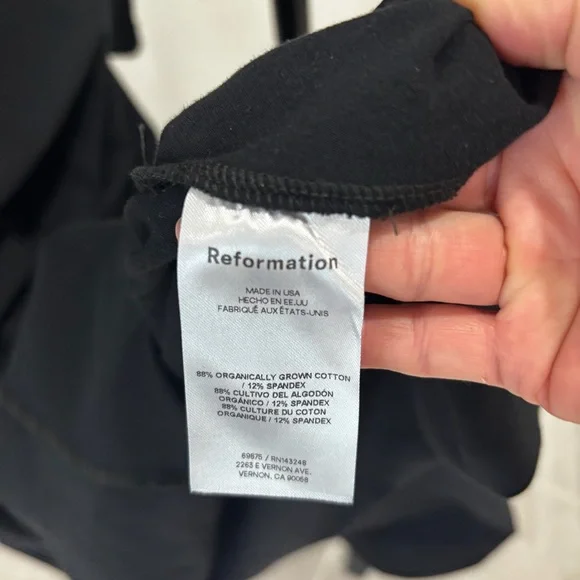 Reformation
MADE IN USA
HECHO EN EE.UU
FABRIQUÉ AUX ÉTATS-UNIS
88% ORGANICALLY GROWN COTTON
/ 12% SPANDEX
88% CULTIVO DEL ALGODÓN
ORGÁNICO / 12% SPANDEX
88% CULTURE DU COTON
ORGANIQUE / 12% SPANDEX
69875 / RN143248
2263 E VERNON AVE.
VERNON, CA 90058